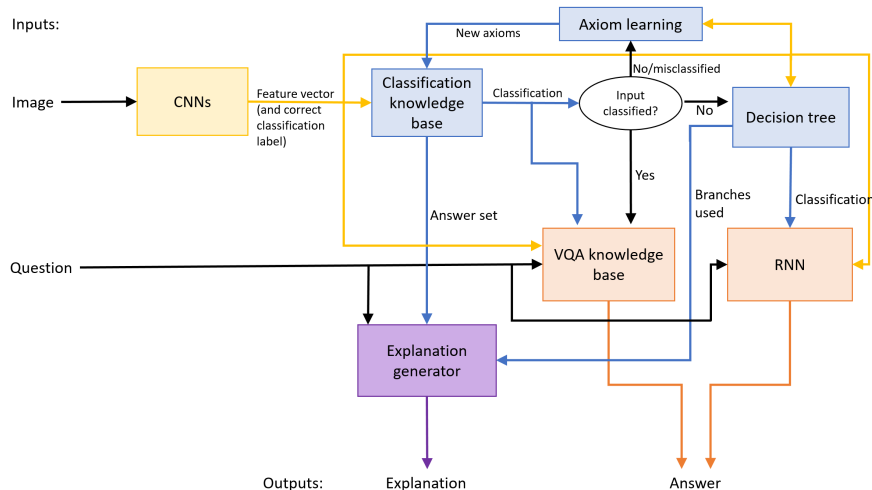 Inputs:
Axiom learning
New axioms
No/misclassified
Image
CNNs
Feature vector
(and correct
classification
label)
Classification
knowledge
base
Classification
Input
classified?
No
Decision tree
Yes
Branches
used
Classification
Answer set
Question
VQA knowledge
base
RNN
Explanation
generator
Outputs:
Explanation
Answer